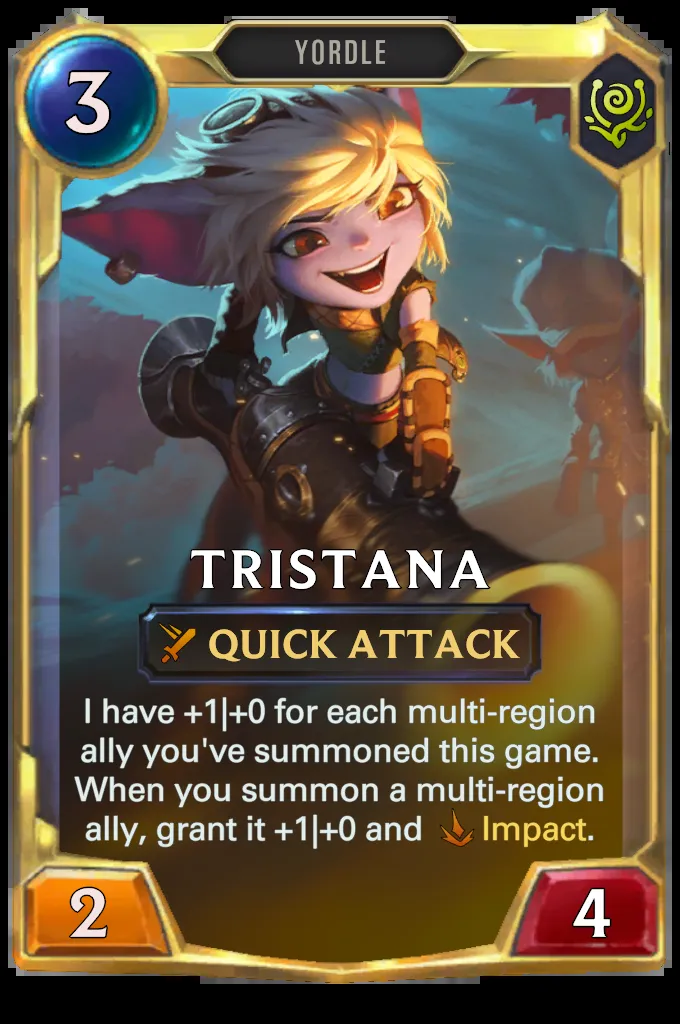 YORDLE
3
TRISTANA
QUICK ATTACK
I have +1|+0 for each multi-region
ally you've summoned this game.
When you summon a multi-region
ally, grant it +1|+0 and Impact.
2
4